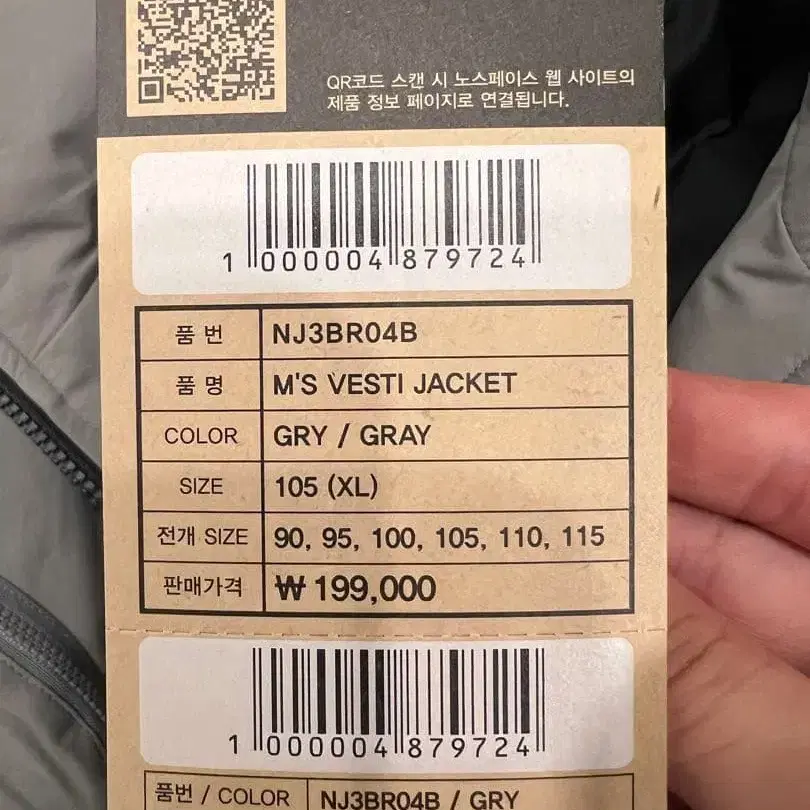 QR코드 스캔 시 노스페이스 웹 사이트의
제품 정보 페이지로 연결됩니다.
1 000004 879724
품 번 NJ3BR04B
품 명 M'S VESTI JACKET
COLOR GRY / GRAY
SIZE 105 (XL)
전개 SIZE 90, 95, 100, 105, 110, 115
판매가격 ₩ 199,000
1 000004 879724
품번 / COLOR NJ3BR04B / GRY